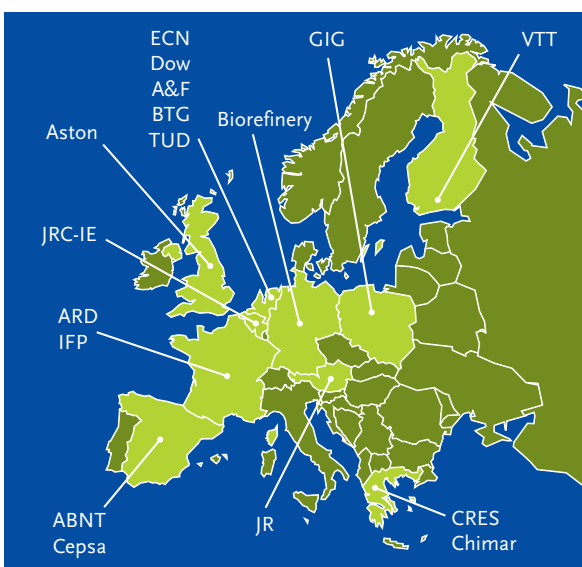 ECN
Dow
A&F
BTG
TUD
GIG
VTT
Biorefinery
Aston
JRC-IE
ARD
IFP
ABNT
Cepsa
JR
CRES
Chimar